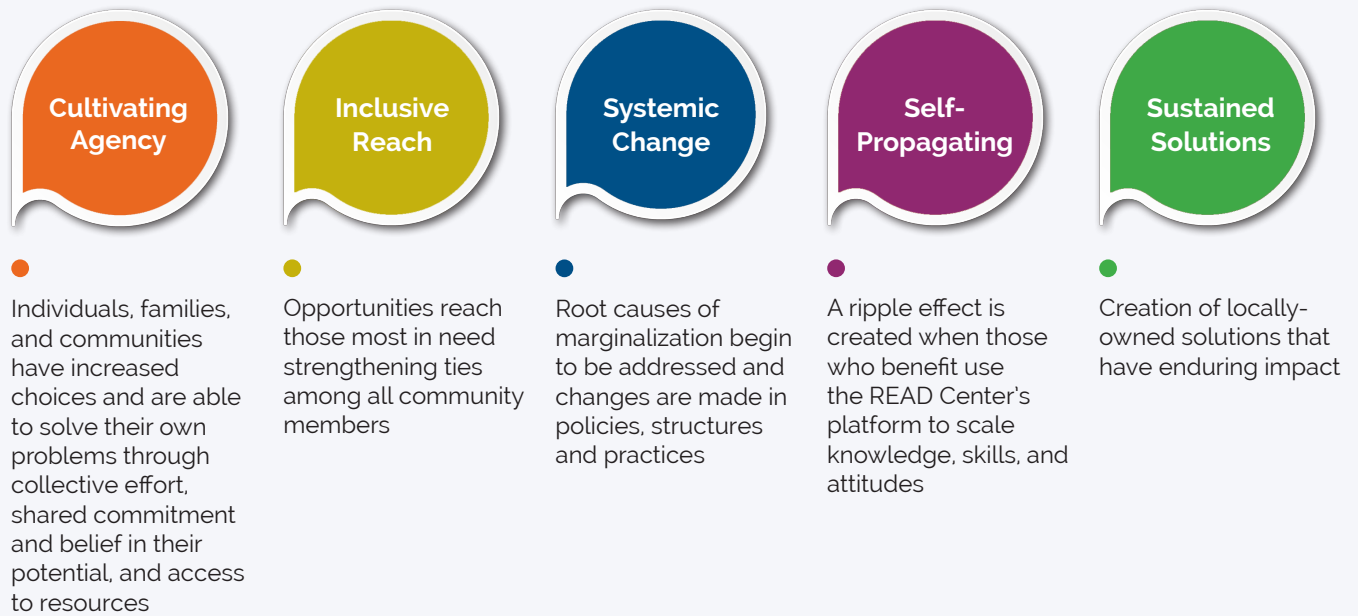 Cultivating
Agency
Individuals, families,
and communities
have increased
choices and are able
to solve their own
problems through
collective effort,
shared commitment
and belief in their
potential, and access
to resources
Inclusive
Reach
Opportunities reach
those most in need
strengthening ties
among all community
members
Systemic
Change
Root causes of
marginalization begin
to be addressed and
changes are made in
policies, structures
and practices
Self-
Propagating
A ripple effect is
created when those
who benefit use
the READ Center's
platform to scale
knowledge, skills, and
attitudes
Sustained
Solutions
Creation of locally-
owned solutions that
have enduring impact